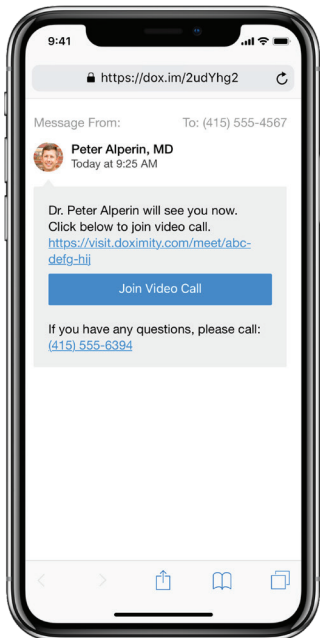 9:41
https://dox.im/2udYhg2
Message From: To: (415) 555-4567
Peter Alperin, MD
Today at 9:25 AM
Dr. Peter Alperin will see you now.
Click below to join video call.
https://visit.doximity.com/meet/abc-
defg-hij
Join Video Call
If you have any questions, please call:
(415) 555-6394